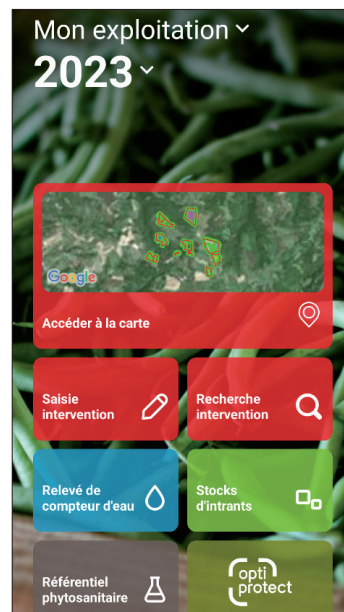 Mon exploitation
2023
Google
Accéder à la carte
Saisie
intervention
Recherche
intervention
Relevé de
compteur d'eau
Stocks
d'intrants
Référentiel
phytosanitaire
opti
protect